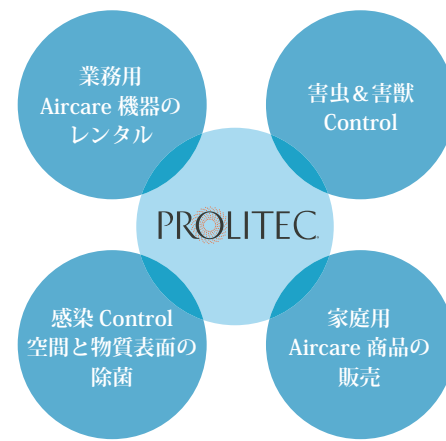 業務用
Aircare 機器の
レンタル
害虫＆害獣
Control
PROLITEC
感染 Control
空間と物質表面の
除菌
家庭用
Aircare 商品の
販売